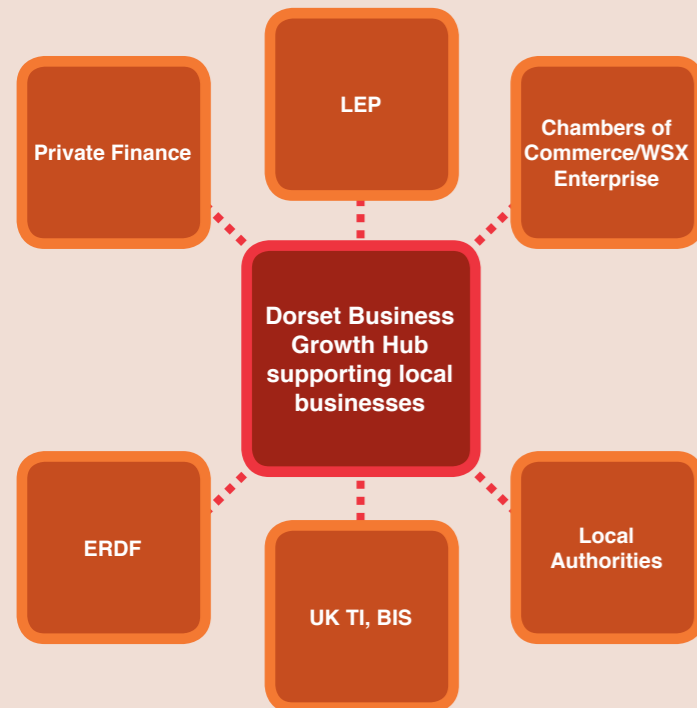 LEP
Private Finance
Chambers of
Commerce/WSX
Enterprise
Dorset Business
Growth Hub
supporting local
businesses
ERDF
UK TI, BIS
Local
Authorities